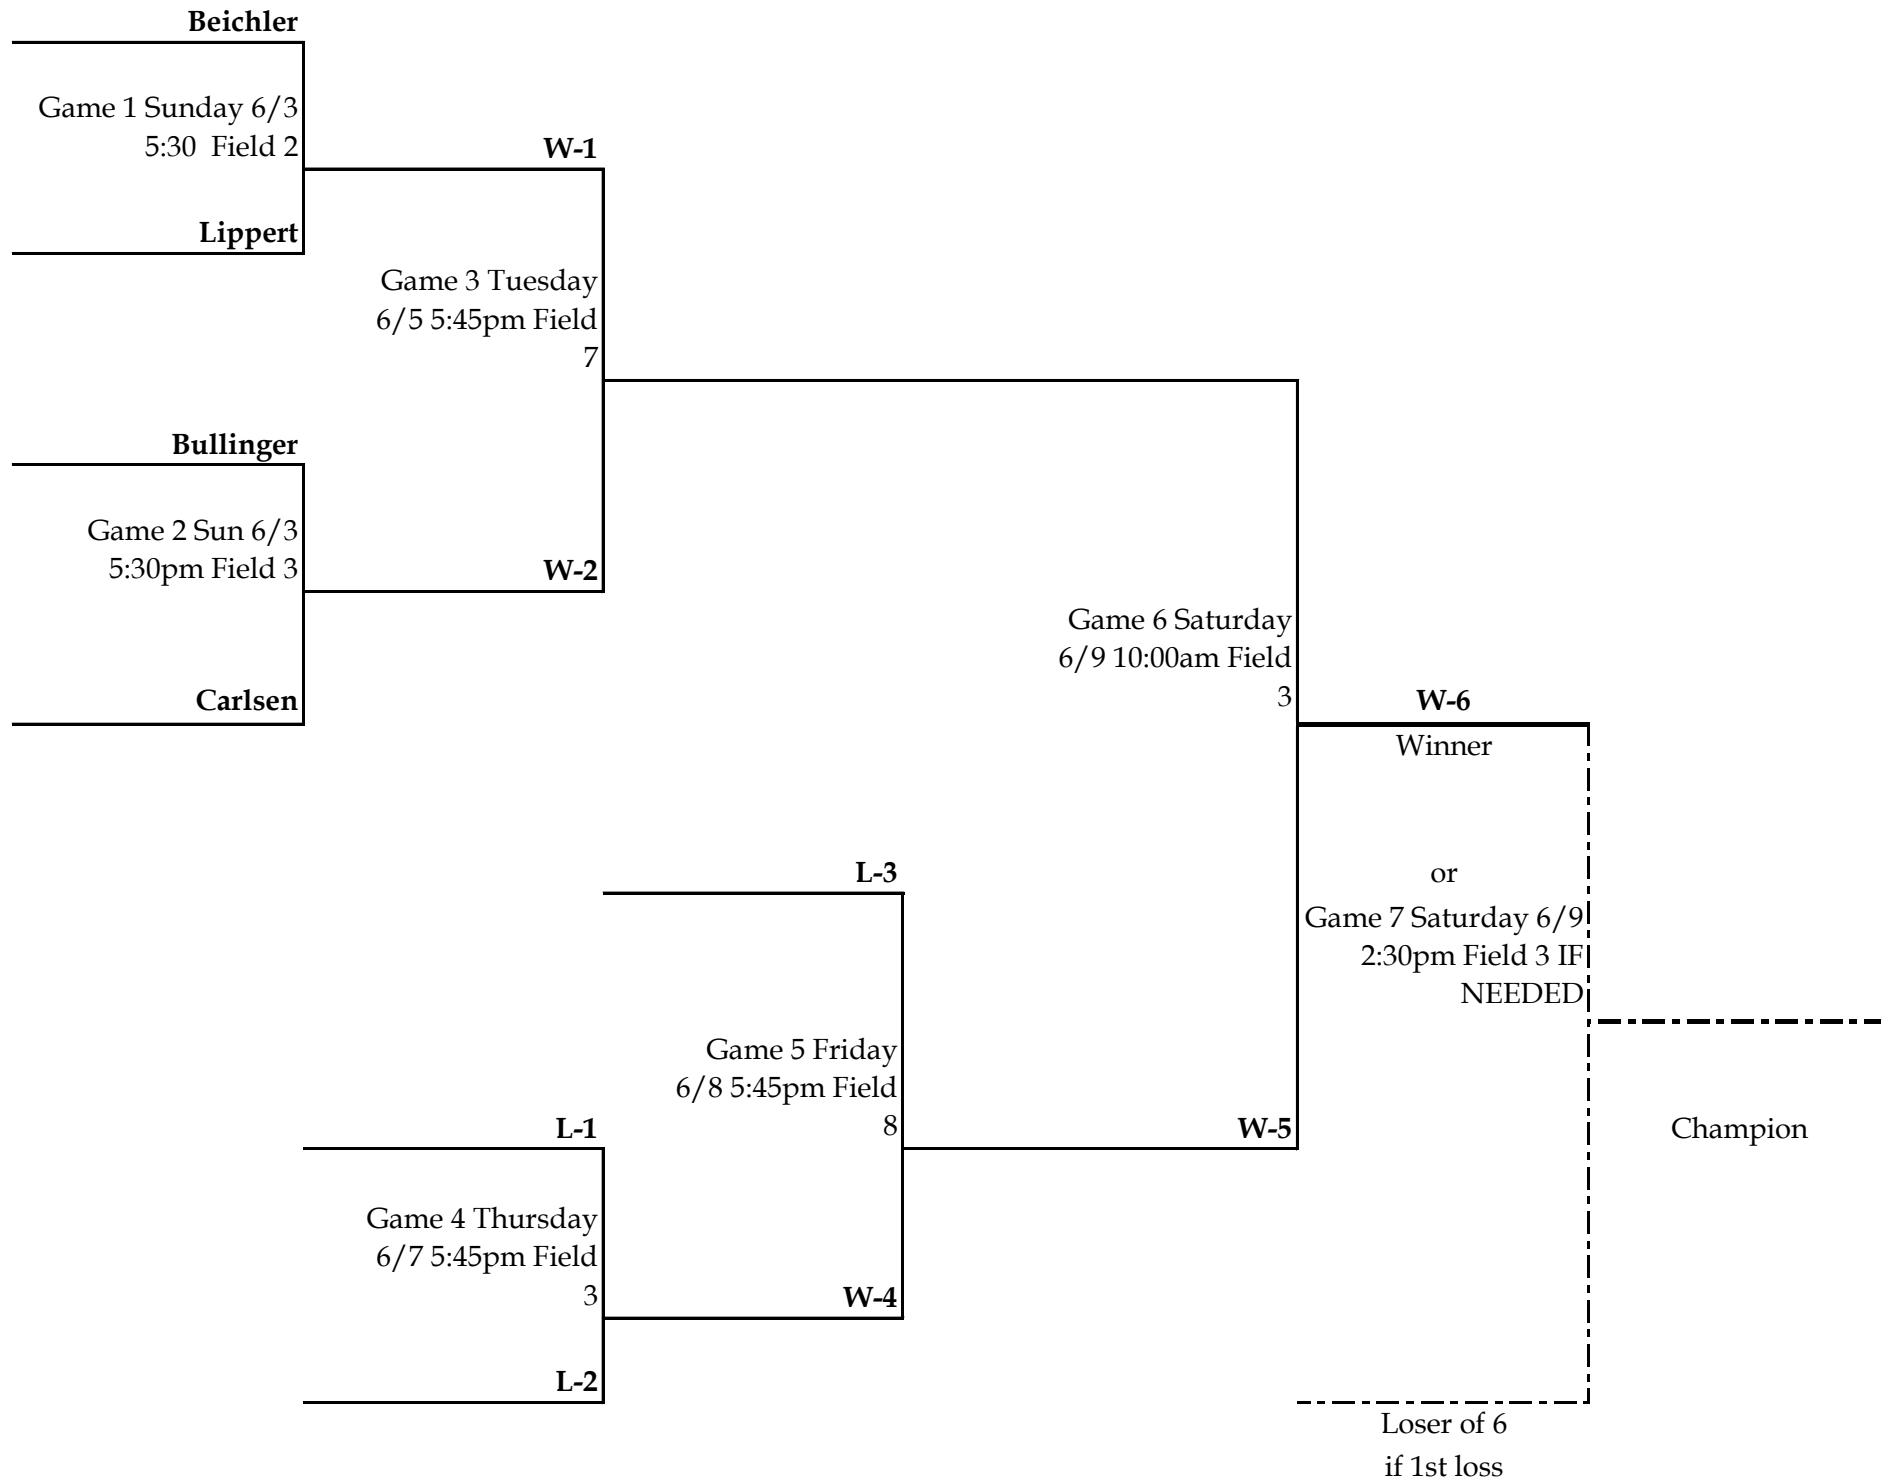 Beichler
Game 1 Sunday 6/3
5:30  Field 2
W-1
Lippert
Game 3 Tuesday
6/5 5:45pm Field
7
Bullinger
Game 2 Sun 6/3
5:30pm Field 3
W-2
Carlsen
Game 6 Saturday
6/9 10:00am Field
3
W-6
Winner
or
Game 7 Saturday 6/9
2:30pm Field 3 IF
NEEDED
L-3
Game 5 Friday
6/8 5:45pm Field
8
L-1
W-5
Champion
Game 4 Thursday
6/7 5:45pm Field
3
W-4
L-2
Loser of 6
if 1st loss